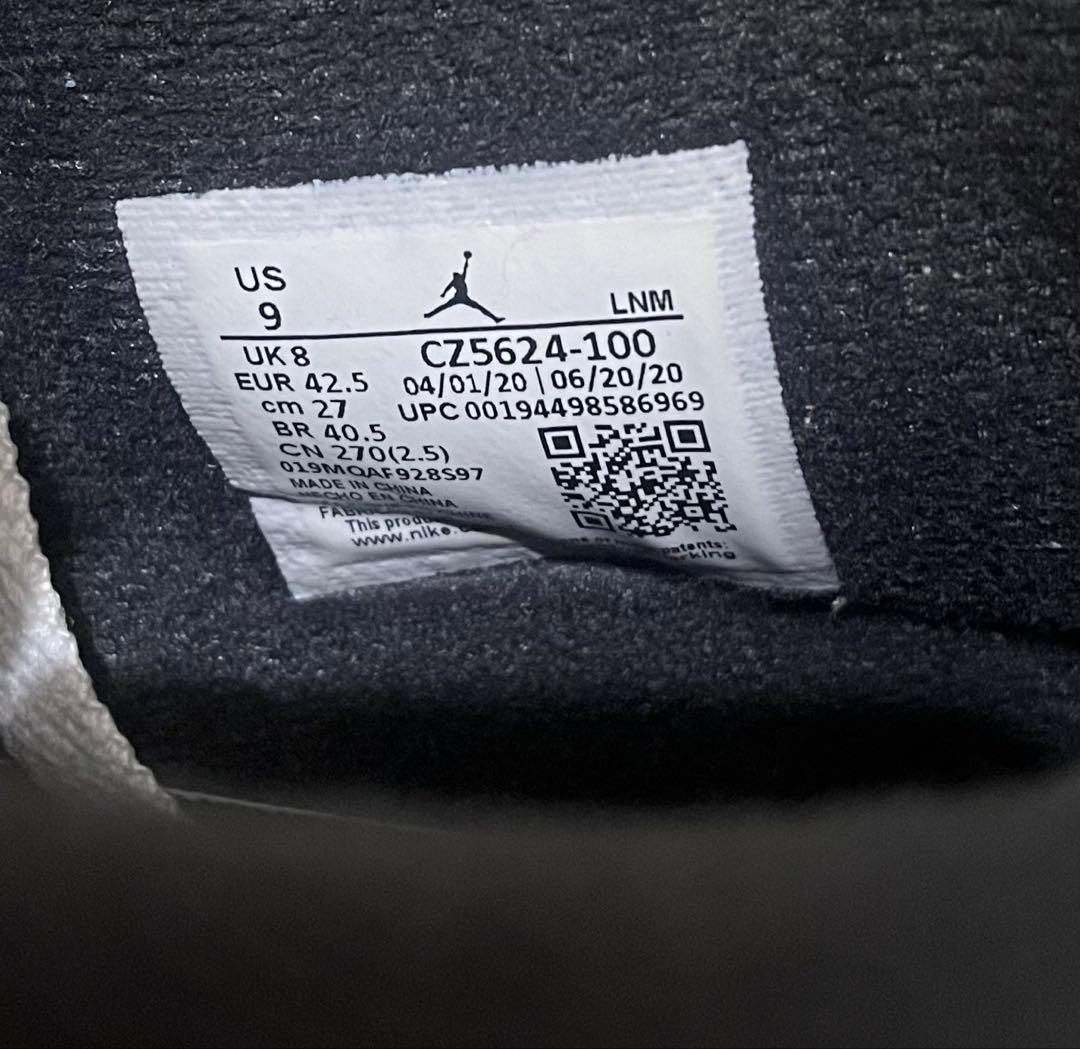 US
9
LNM
UK 8
CZ5624-100
EUR 42.5
04/01/20 | 06/20/20
cm 27
UPC 00194498586969
BR 40.5
CN 270(2.5)
019MQAF928S97
MADE IN CHINA
HECHO EN CHINA
This
www.nike.
patents: